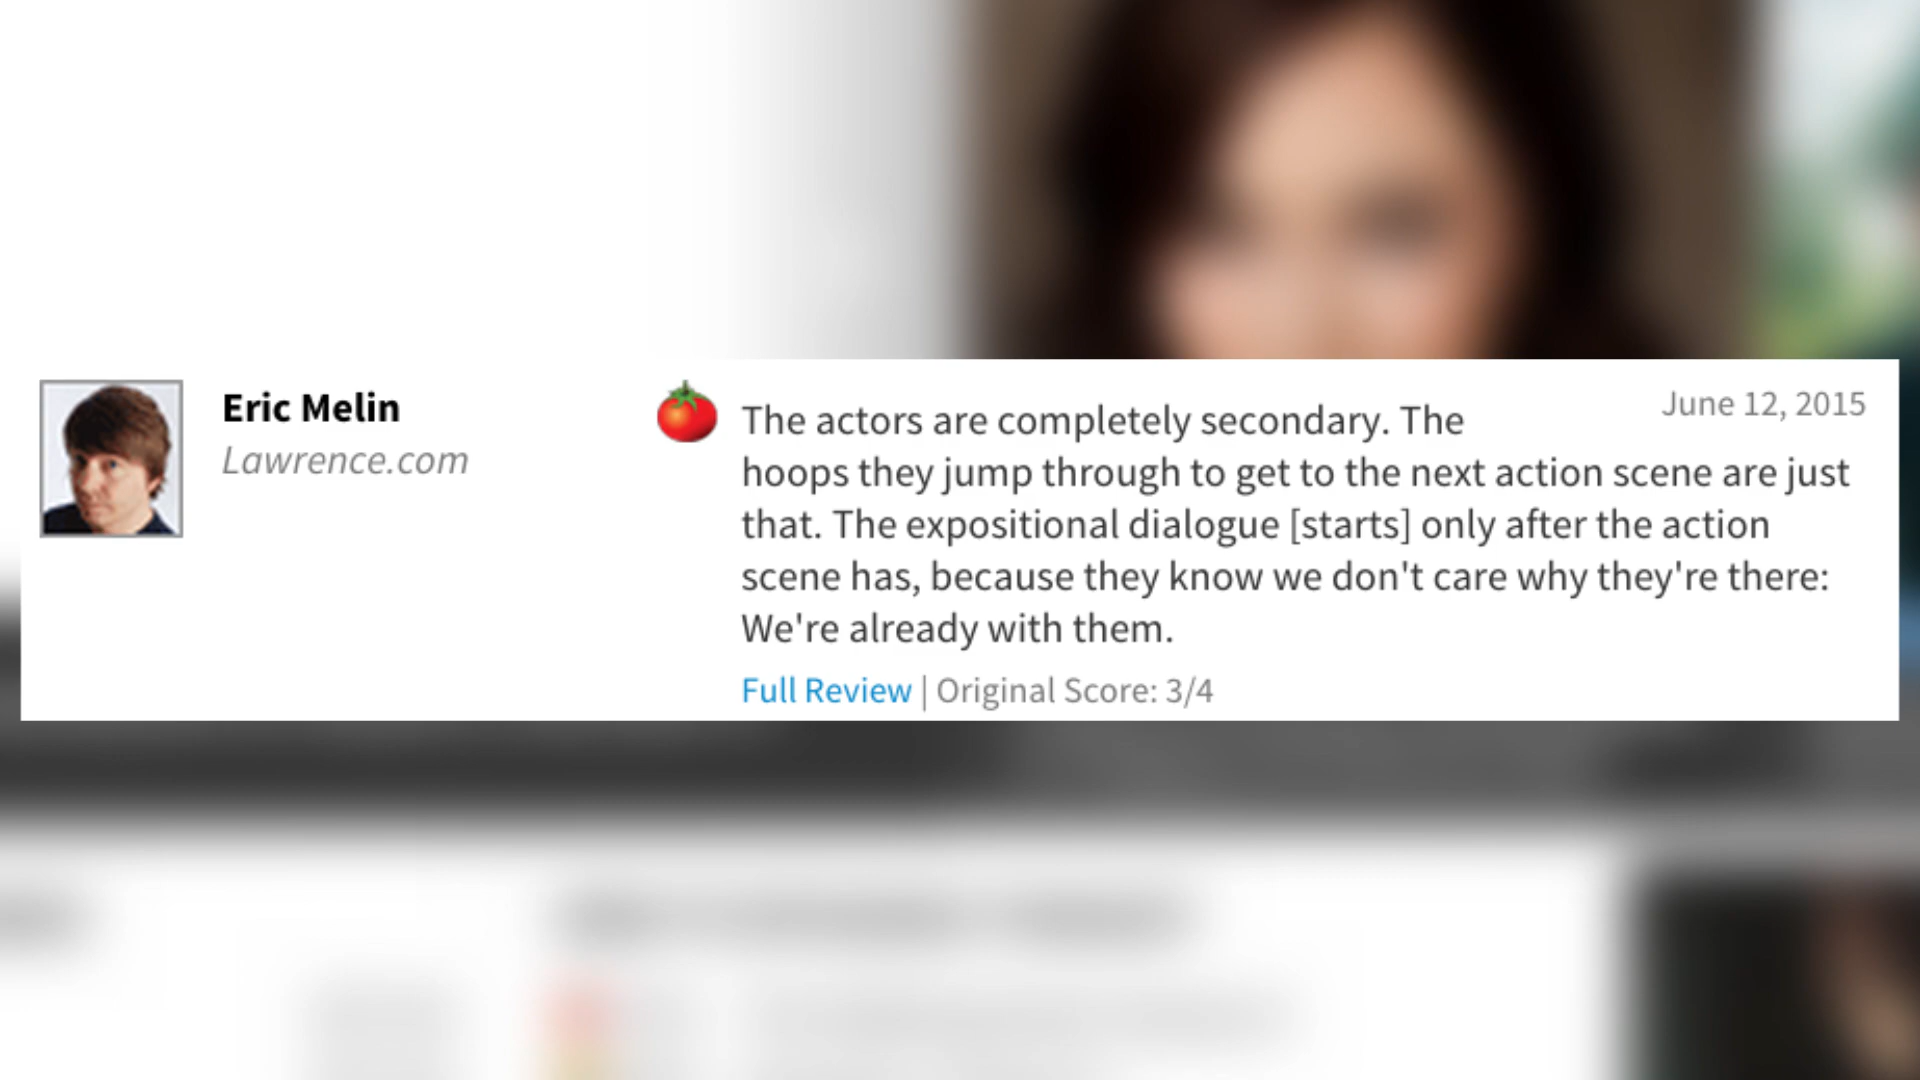 Eric Melin
Lawrence.com
June 12, 2015
The actors are completely secondary. The
hoops they jump through to get to the next action scene are just
that. The expositional dialogue [starts] only after the action
scene has, because they know we don't care why they're there:
We're already with them.
Full Review | Original Score: 3/4